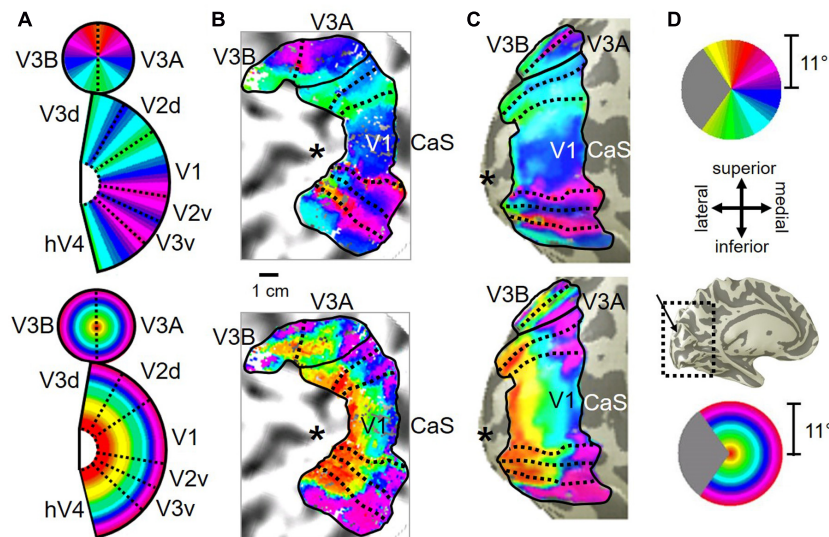 A
B
C
D
V3B
V3A
V3d
V2d
V1
V2v
V3v
hV4
V3A
V3B
V1
CaS
*
V3B
V3A
V1
CaS
*
11°
superior
lateral
medial
inferior
1 cm
V3B
V3A
V3d
V2d
V1
V2v
V3v
hV4
V3A
V3B
V1
CaS
*
V3B
V3A
V1
CaS
*
11°